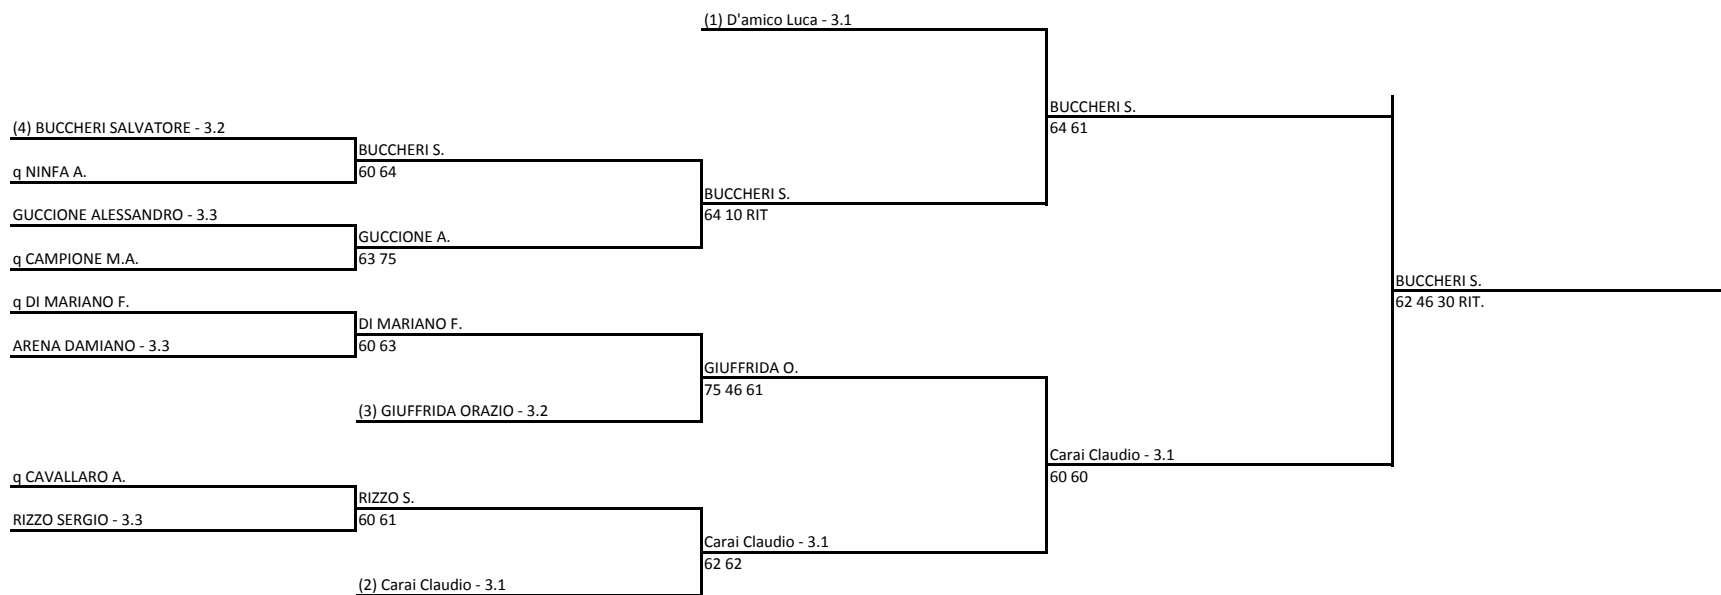 (1) D'amico Luca - 3.1
BUCCHERI S.
64 61
(4) BUCCHERI SALVATORE - 3.2
BUCCHERI S.
60 64
q NINFA A.
BUCCHERI S.
64 10 RIT
GUCCIONE ALESSANDRO - 3.3
GUCCIONE A.
63 75
q CAMPIONE M.A.
BUCCHERI S.
62 46 30 RIT.
q DI MARIANO F.
DI MARIANO F.
60 63
ARENA DAMIANO - 3.3
GIUFFRIDA O.
75 46 61
(3) GIUFFRIDA ORAZIO - 3.2
Carai Claudio - 3.1
60 60
q CAVALLARO A.
RIZZO S.
60 61
RIZZO SERGIO - 3.3
Carai Claudio - 3.1
62 62
(2) Carai Claudio - 3.1